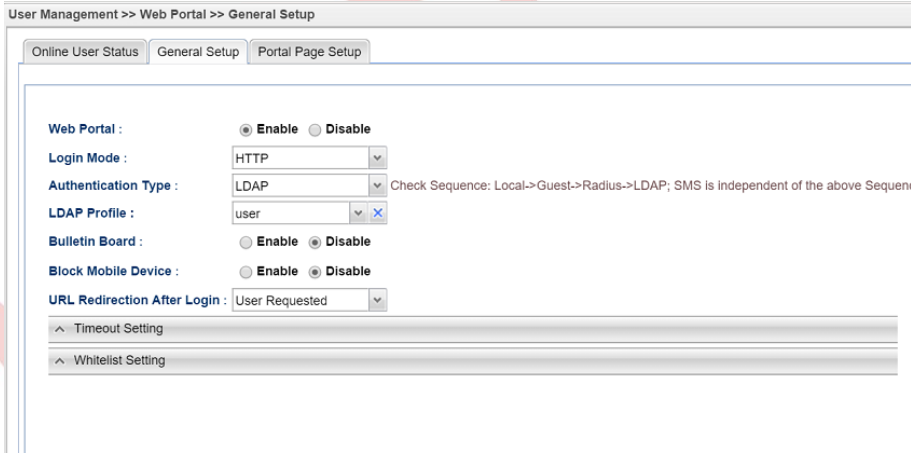 User Management >> Web Portal >> General Setup
Online User Status General Setup Portal Page Setup
Web Portal : Enable Disable
Login Mode : HTTP
Authentication Type : LDAP Check Sequence: Local->Guest->Radius->LDAP; SMS is independent of the above
LDAP Profile : user
Bulletin Board : Enable Disable
Block Mobile Device : Enable Disable
URL Redirection After Login : User Requested
Timeout Setting
Whitelist Setting